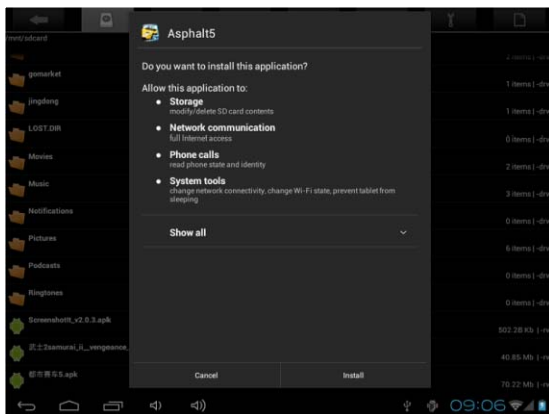 /mnt/sdcard
Asphalt5
Do you want to install this application?
Allow this application to:
Storage
modify/delete SD card contents
Network communication
full Internet access
Phone calls
read phone state and identity
System tools
change network connectivity, change Wi-Fi state, prevent tablet from
sleeping
Show all
Cancel
Install
2 items | -drw
gomarket
1 items | -drw
jingdong
1 items | -drw
LOST.DIR
0 items | -drw
Movies
2 items | -drw
Music
3 items | -drw
Notifications
0 items | -drw
Pictures
6 items | -drw
Podcasts
0 items | -drw
Ringtones
0 items | -drw
ScreenshotIt_v2.0.3.apk
502.28 Kb | -rw
武士2samurai_ii_vengeance_
40.85 Mb | -rw
都市赛车5.apk
70.22 Mb | -rw
09:06